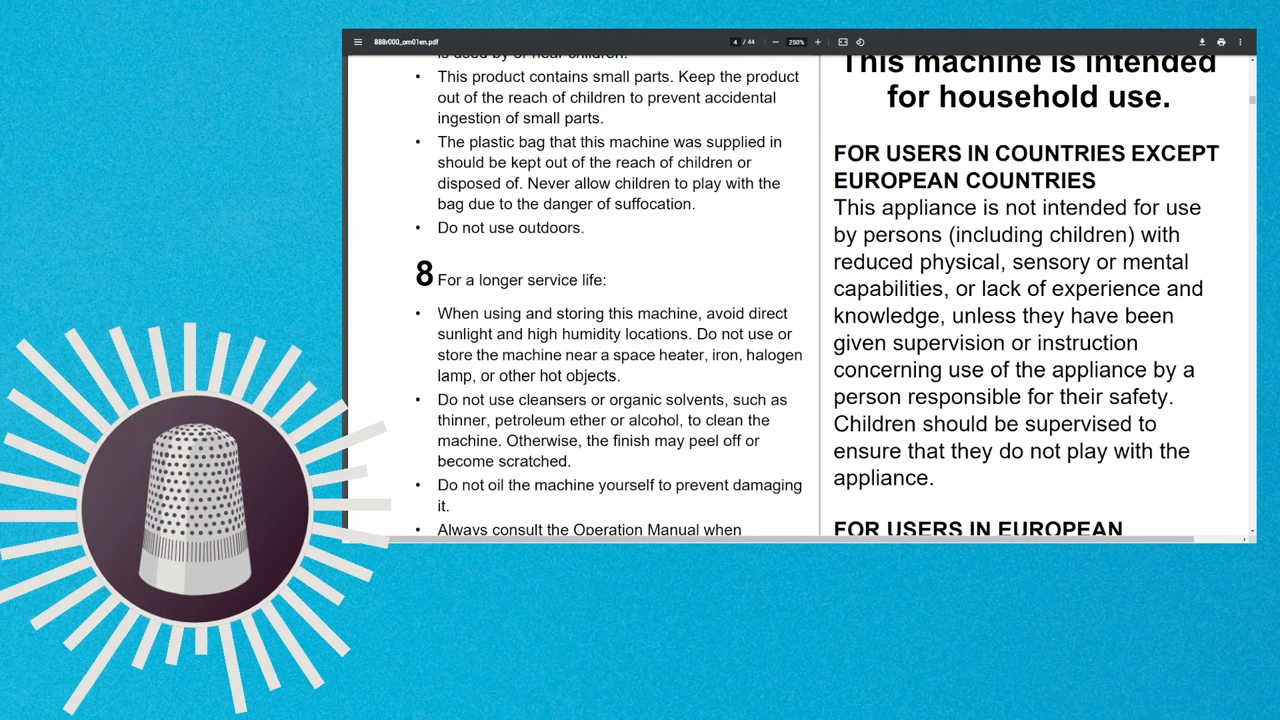 888r000_om01en.pdf
4 / 44
250%
is used by or near children.
• This product contains small parts. Keep the product
out of the reach of children to prevent accidental
ingestion of small parts.
• The plastic bag that this machine was supplied in
should be kept out of the reach of children or
disposed of. Never allow children to play with the
bag due to the danger of suffocation.
• Do not use outdoors.
8 For a longer service life:
• When using and storing this machine, avoid direct
sunlight and high humidity locations. Do not use or
store the machine near a space heater, iron, halogen
lamp, or other hot objects.
• Do not use cleansers or organic solvents, such as
thinner, petroleum ether or alcohol, to clean the
machine. Otherwise, the finish may peel off or
become scratched.
• Do not oil the machine yourself to prevent damaging
it.
• Always consult the Operation Manual when
This machine is intended
for household use.
FOR USERS IN COUNTRIES EXCEPT
EUROPEAN COUNTRIES
This appliance is not intended for use
by persons (including children) with
reduced physical, sensory or mental
capabilities, or lack of experience and
knowledge, unless they have been
given supervision or instruction
concerning use of the appliance by a
person responsible for their safety.
Children should be supervised to
ensure that they do not play with the
appliance.
FOR USERS IN EUROPEAN